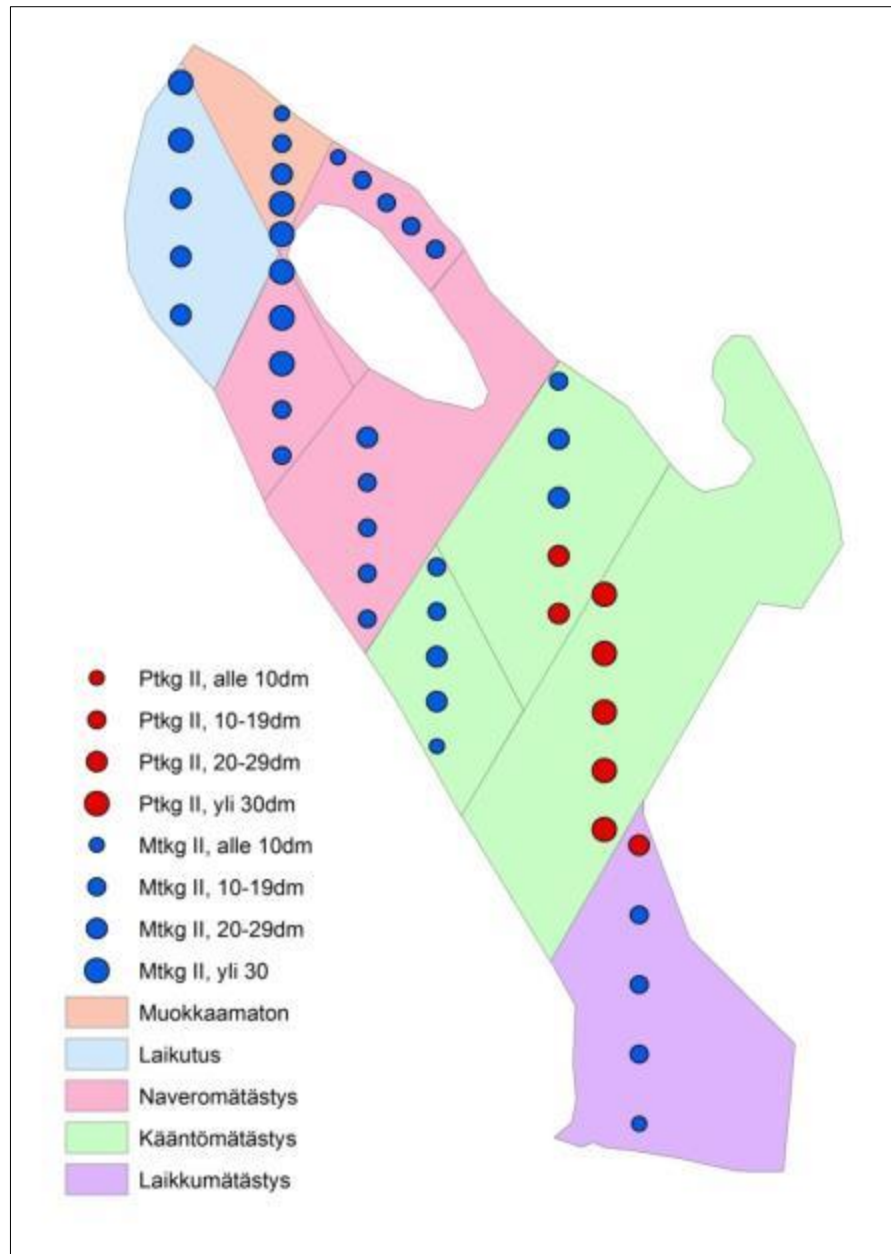 Ptkg II, alle 10dm
Ptkg II, 10-19dm
Ptkg II, 20-29dm
Ptkg II, yli 30dm
Mtkg II, alle 10dm
Mtkg II, 10-19dm
Mtkg II, 20-29dm
Mtkg II, yli 30
Muokkaamaton
Laikutus
Naveromätästys
Kääntömätästys
Laikkumätästys